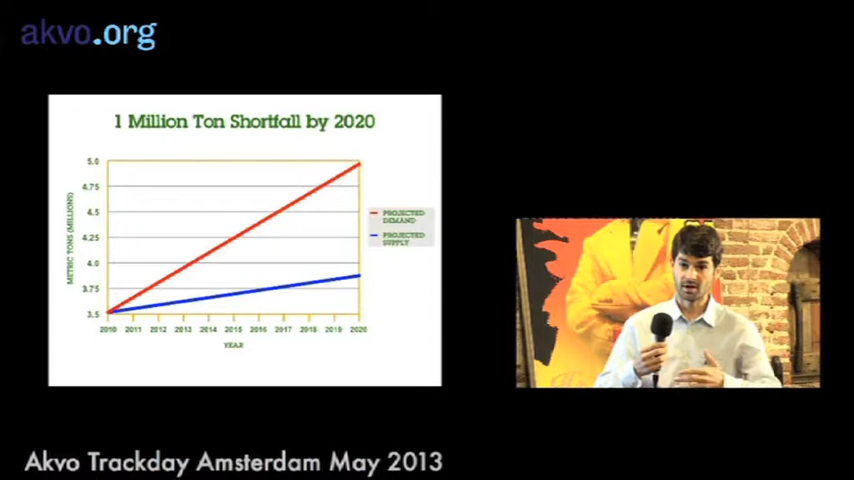 akvo.org
1 Million Ton Shortfall by 2020
5.0
4.75
4.5
4.25
4.0
3.75
3.5
METRIC TONS (MILLIONS)
2010 2011 2012 2013 2014 2015 2016 2017 2018 2019 2020
YEAR
PROJECTED
DEMAND
PROJECTED
SUPPLY
Akvo Trackday Amsterdam May 2013